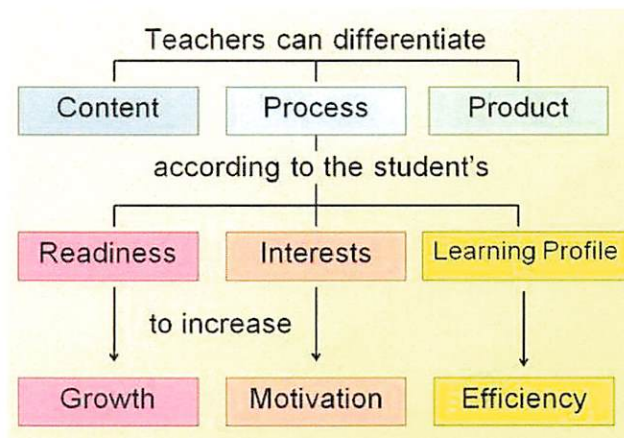 Teachers can differentiate
Content Process Product
according to the student's
Readiness Interests Learning Profile
to increase
Growth Motivation Efficiency